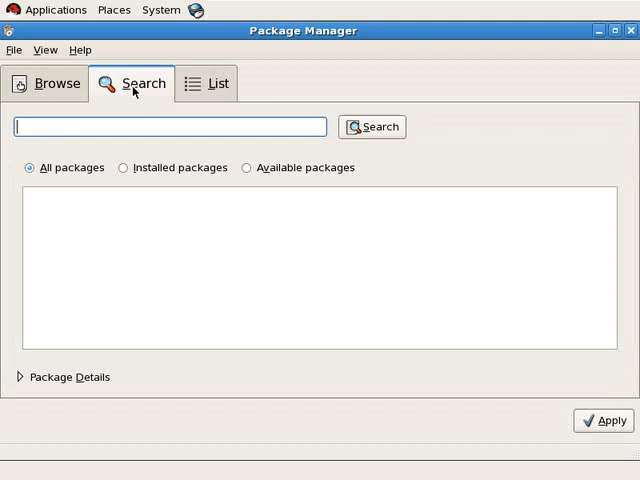 Applications Places System
Package Manager
File View Help
Browse Search List
Search
All packages Installed packages Available packages
Package Details
Apply